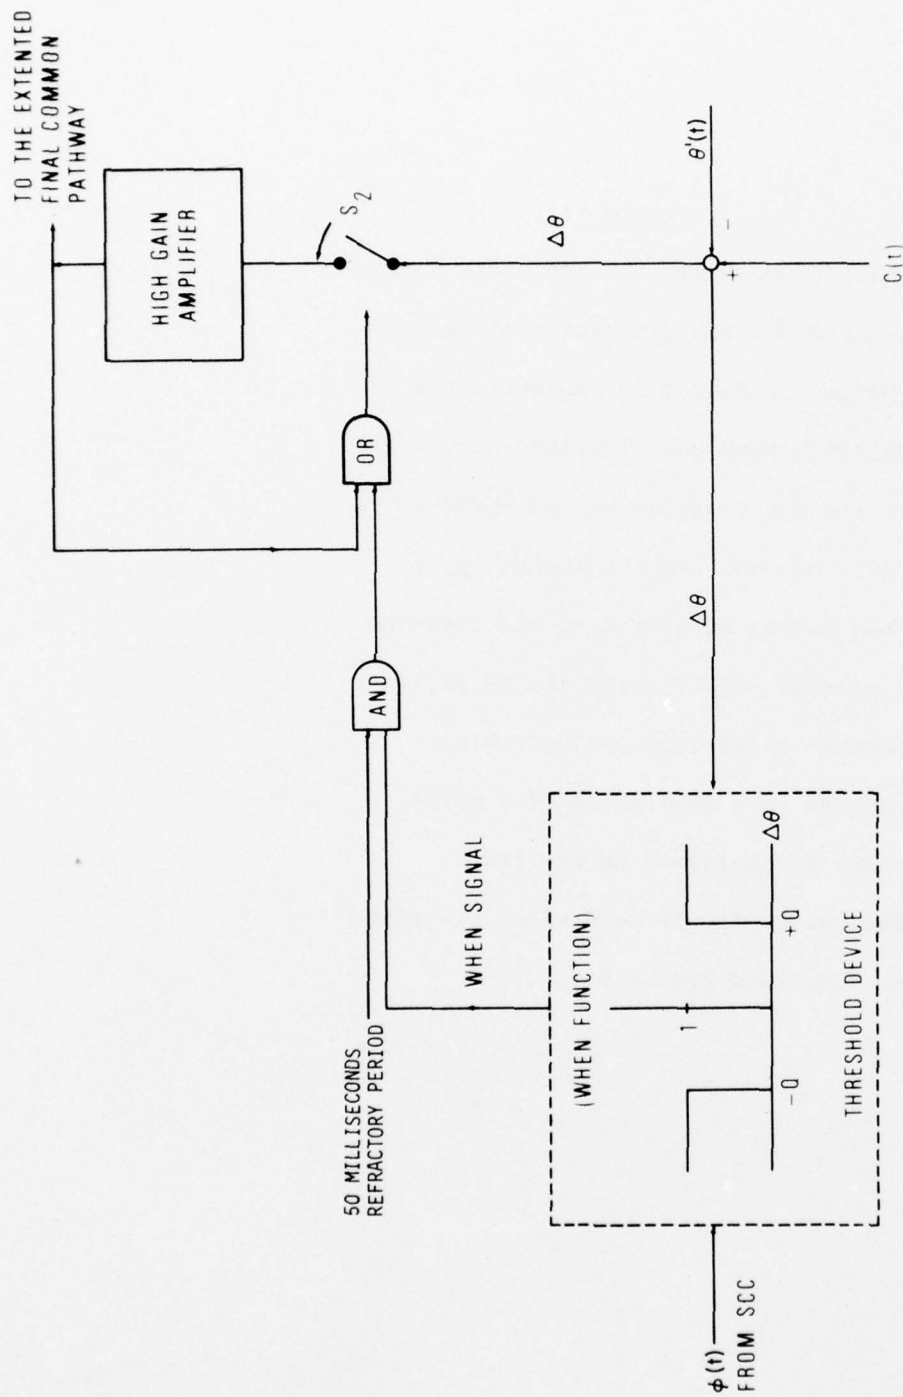 TO THE EXTENTED
FINAL COMMON
PATHWAY
HIGH GAIN
AMPLIFIER
S2
Δθ
θ'(t)
−
+
C(t)
OR
AND
Δθ
50 MILLISECONDS
REFRACTORY PERIOD
WHEN SIGNAL
(WHEN FUNCTION)
1
−Q
+Q
Δθ
THRESHOLD DEVICE
ϕ(t)
FROM SCC